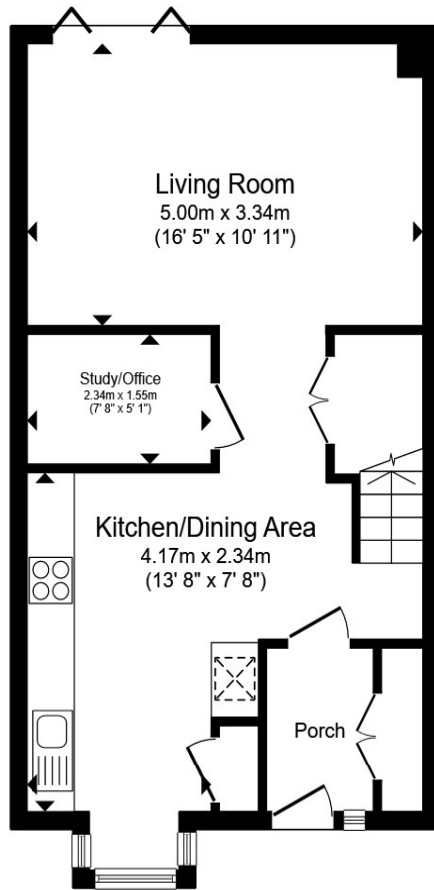 Living Room
5.00m x 3.34m
(16' 5" x 10' 11")
Study/Office
2.34m x 1.55m
(7' 8" x 5' 1")
Kitchen/Dining Area
4.17m x 2.34m
(13' 8" x 7' 8")
Porch